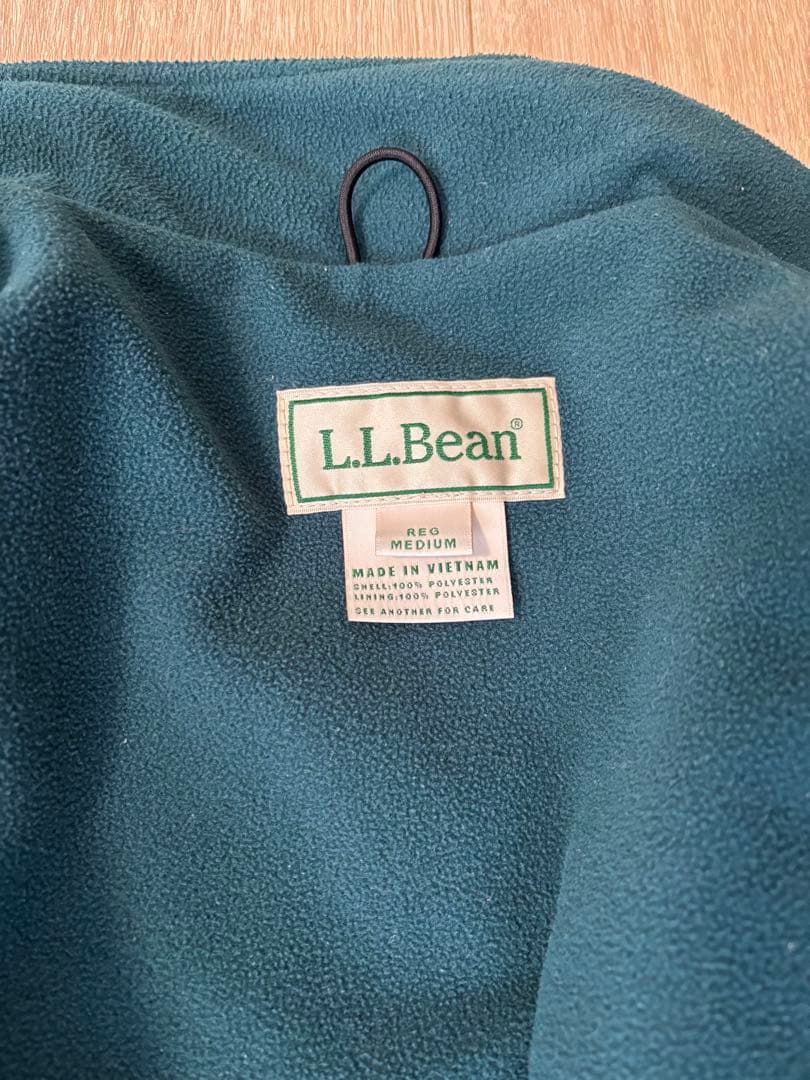 L.L.Bean®
REG
MEDIUM
MADE IN VIETNAM
SHELL:100% POLYESTER
LINING:100% POLYESTER
SEE ANOTHER FOR CARE